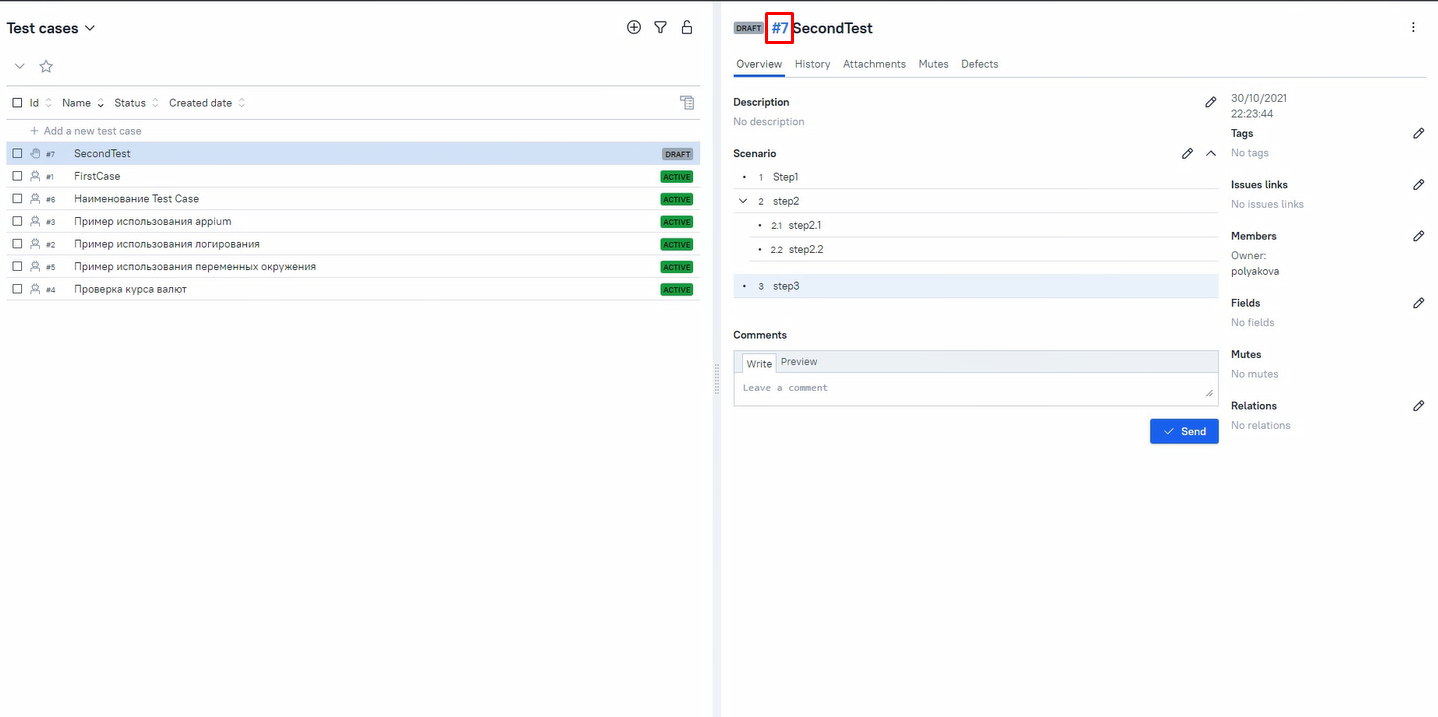 Test cases
Id Name Status Created date
Add a new test case
#7 SecondTest DRAFT
#1 FirstCase ACTIVE
#6 Наименование Test Case ACTIVE
#3 Пример использования appium ACTIVE
#2 Пример использования логирования ACTIVE
#5 Пример использования переменных окружения ACTIVE
#4 Проверка курса валют ACTIVE
DRAFT #7 SecondTest
Overview History Attachments Mutes Defects
Description
No description
Scenario
1 Step1
2 step2
2.1 step2.1
2.2 step2.2
3 step3
Comments
Write Preview
Leave a comment
Send
30/10/2021
22:23:44
Tags
No tags
Issues links
No issues links
Members
Owner:
polyakova
Fields
No fields
Mutes
No mutes
Relations
No relations